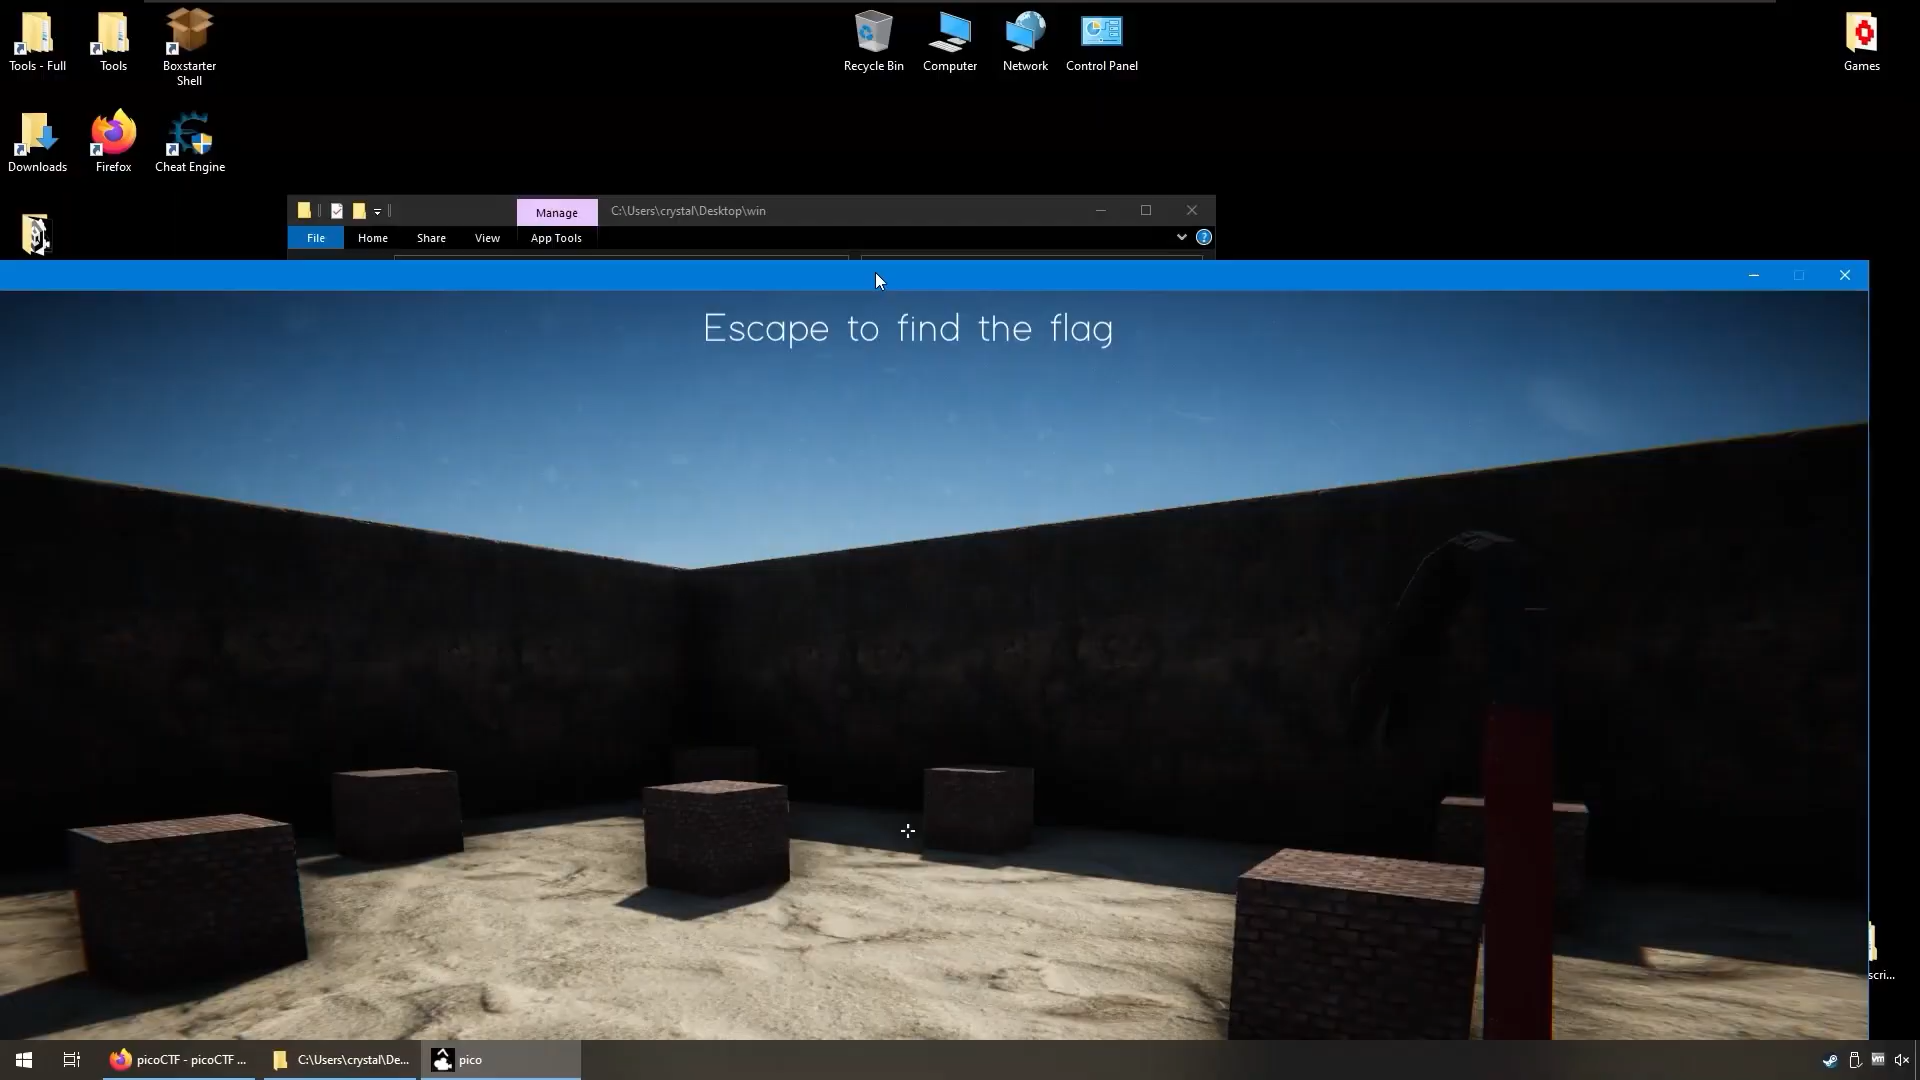 Tools - Full
Tools
Boxstarter
Shell
Recycle Bin
Computer
Network
Control Panel
Games
Downloads
Firefox
Cheat Engine
Manage
C:\Users\crystal\Desktop\win
File
Home
Share
View
App Tools
?
Escape to find the flag
scri...
picoCTF - picoCTF ...
C:\Users\crystal\De...
pico
vm